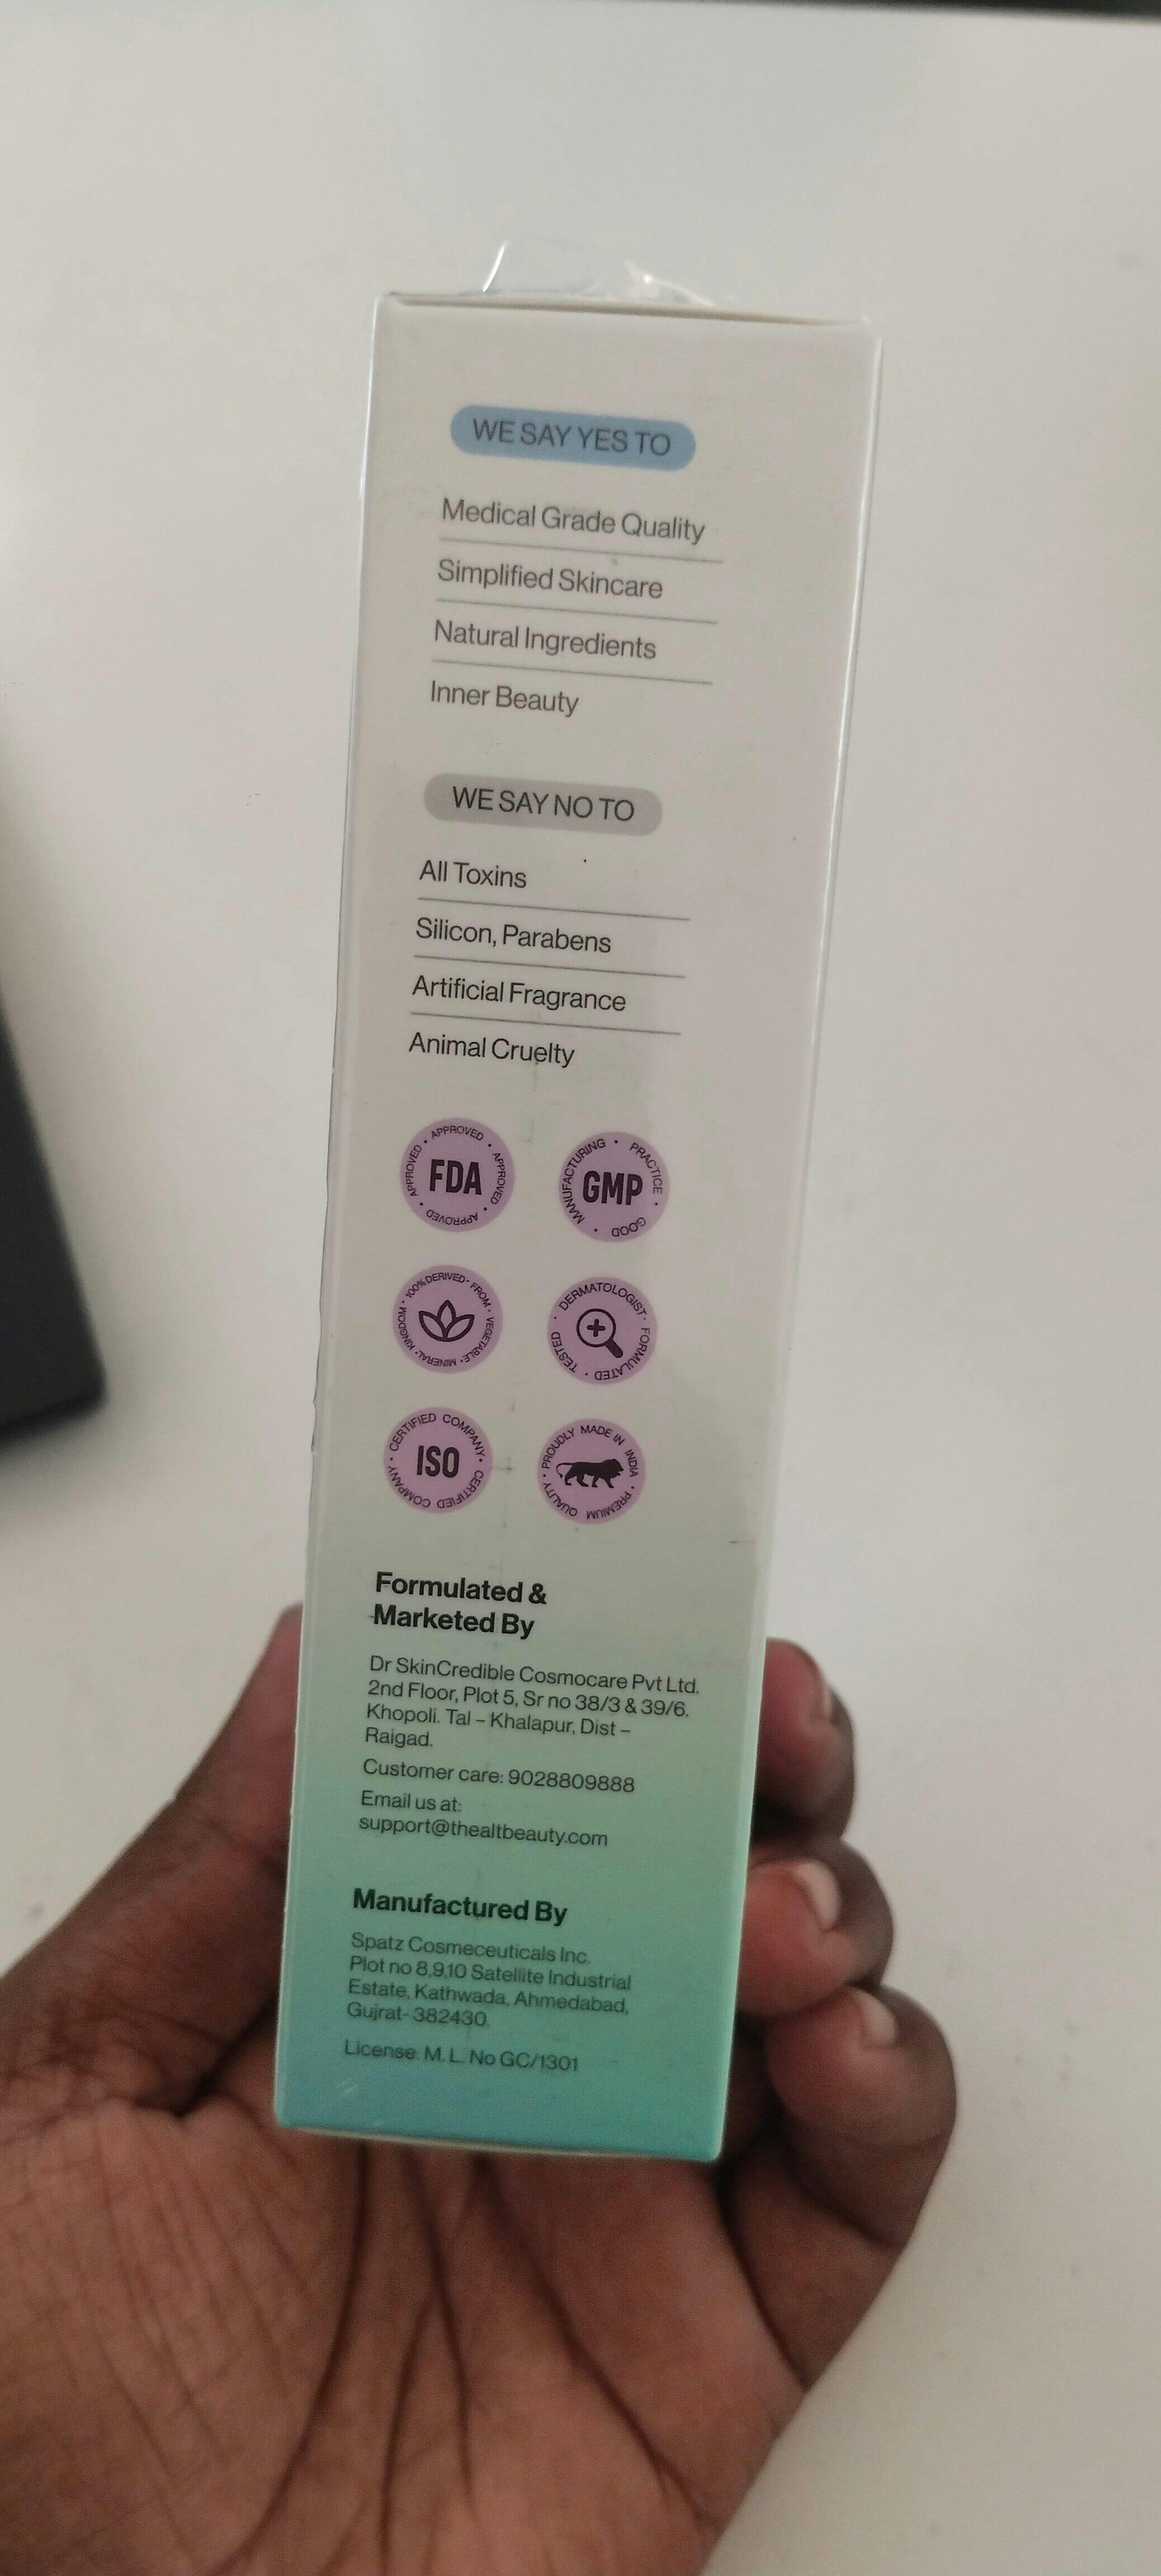 WE SAY YES TO
Medical Grade Quality
Simplified Skincare
Natural Ingredients
Inner Beauty
WE SAY NO TO
All Toxins
Silicon, Parabens
Artificial Fragrance
Animal Cruelty
APPROVED • APPROVED • APPROVED • APPROVED •
FDA
GOOD • MANUFACTURING • PRACTICE •
GMP
100% DERIVED • FROM • VEGETABLE • MINERAL • KINGDOM •
DERMATOLOGIST • FORMULATED • TESTED •
CERTIFIED COMPANY • CERTIFIED COMPANY •
ISO
PROUDLY MADE IN INDIA • PREMIUM QUALITY •
Formulated &
Marketed By
Dr SkinCredible Cosmocare Pvt Ltd.
2nd Floor, Plot 5, Sr no 38/3 & 39/6.
Khopoli. Tal – Khalapur, Dist –
Raigad.
Customer care: 9028809888
Email us at:
support@thealtbeauty.com
Manufactured By
Spatz Cosmeceuticals Inc.
Plot no 8,9,10 Satellite Industrial
Estate, Kathwada, Ahmedabad,
Gujrat- 382430.
License: M. L. No GC/1301